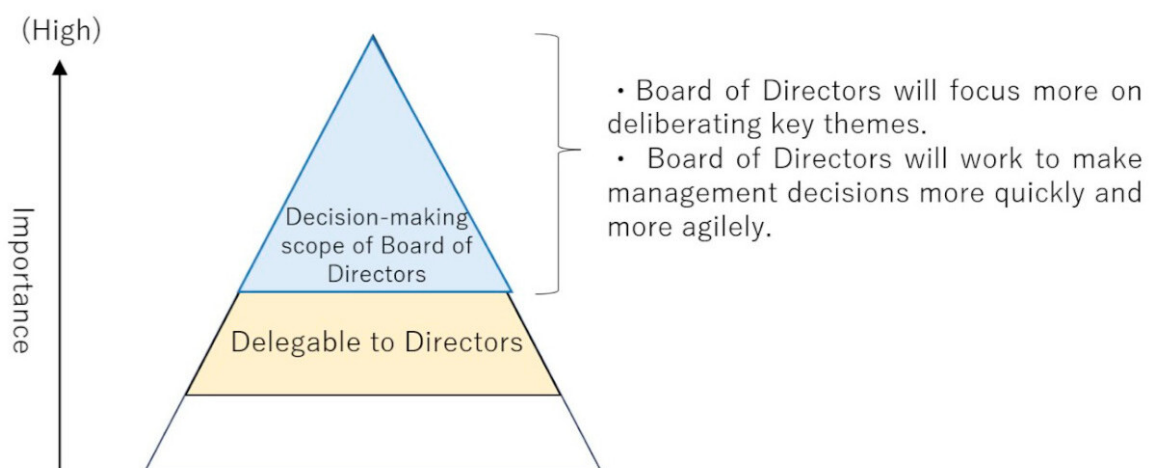 (High)
Importance
Decision-making
scope of Board of
Directors
Delegable to Directors
・Board of Directors will focus more on
deliberating key themes.
・ Board of Directors will work to make
management decisions more quickly and
more agilely.